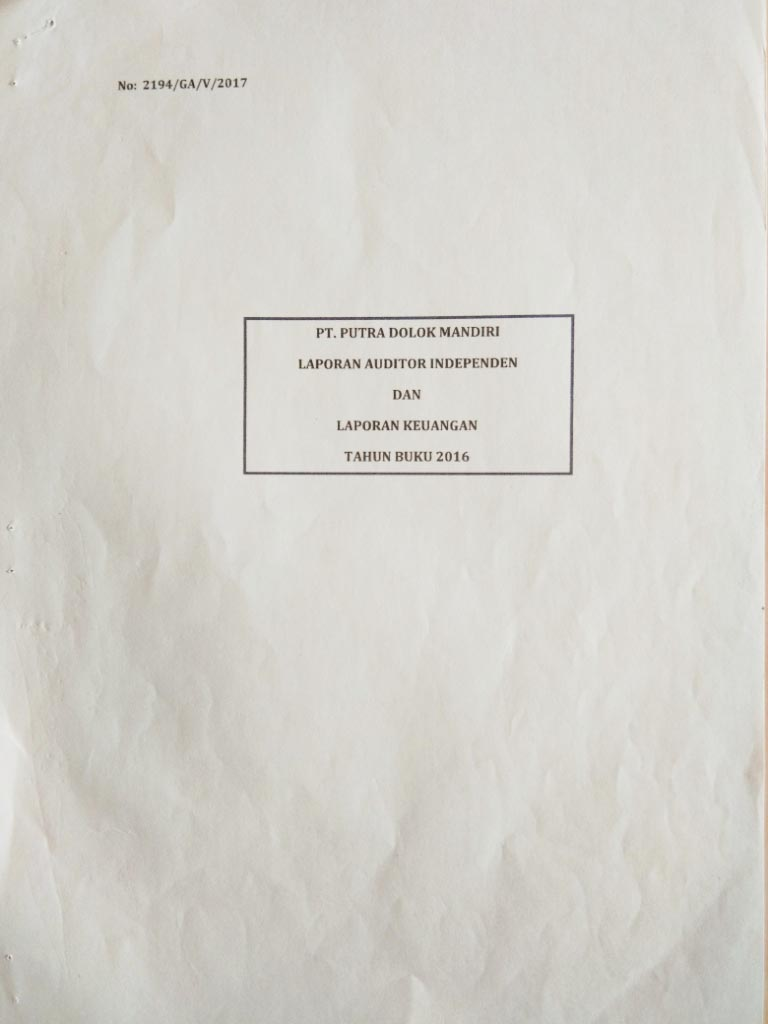 No: 2194/GA/V/2017
PT. PUTRA DOLOK MANDIRI
LAPORAN AUDITOR INDEPENDEN
DAN
LAPORAN KEUANGAN
TAHUN BUKU 2016